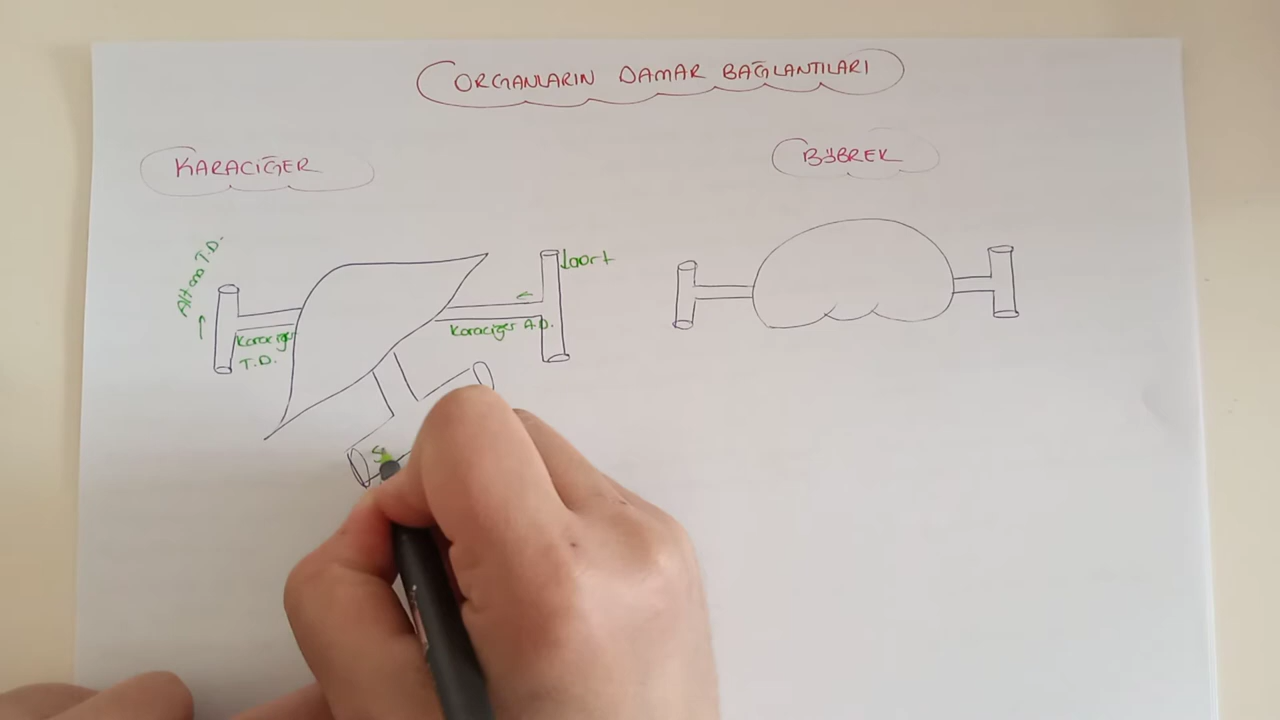 ORGANLARIN DAMAR BAĞLANTILARI
KARACİĞER
BÖBREK
Alt ana T.D.
Karaciğer
T.D.
Aort
Karaciğer A.D.